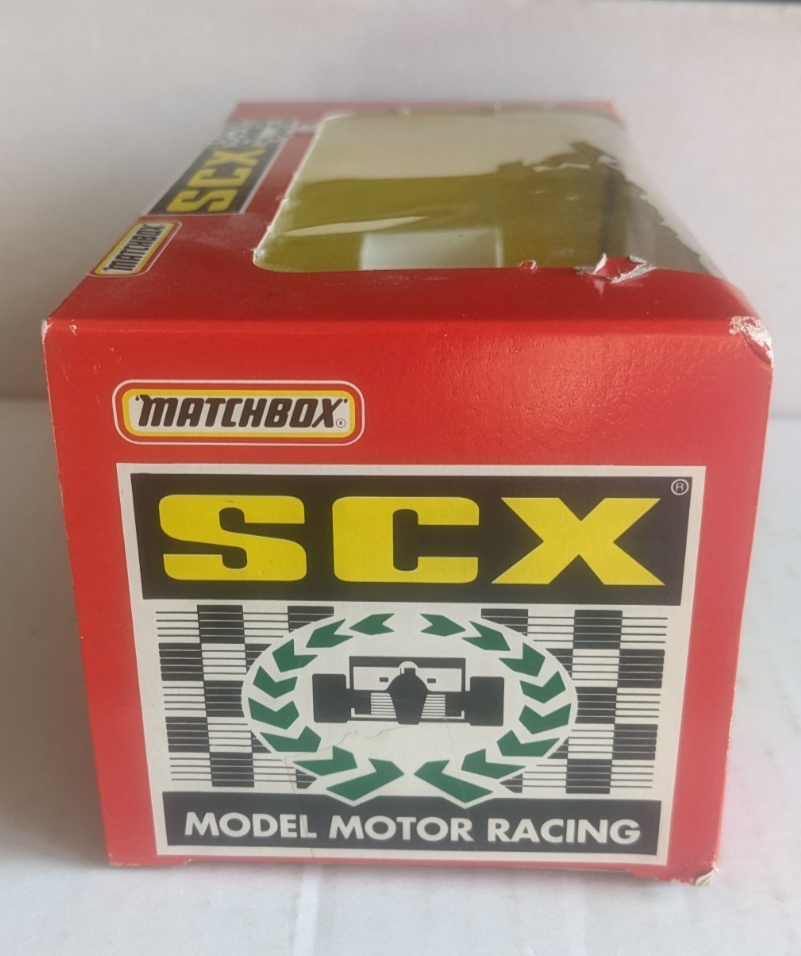 SCX
MATCHBOX
"MATCHBOX"®
SCX®
MODEL MOTOR RACING